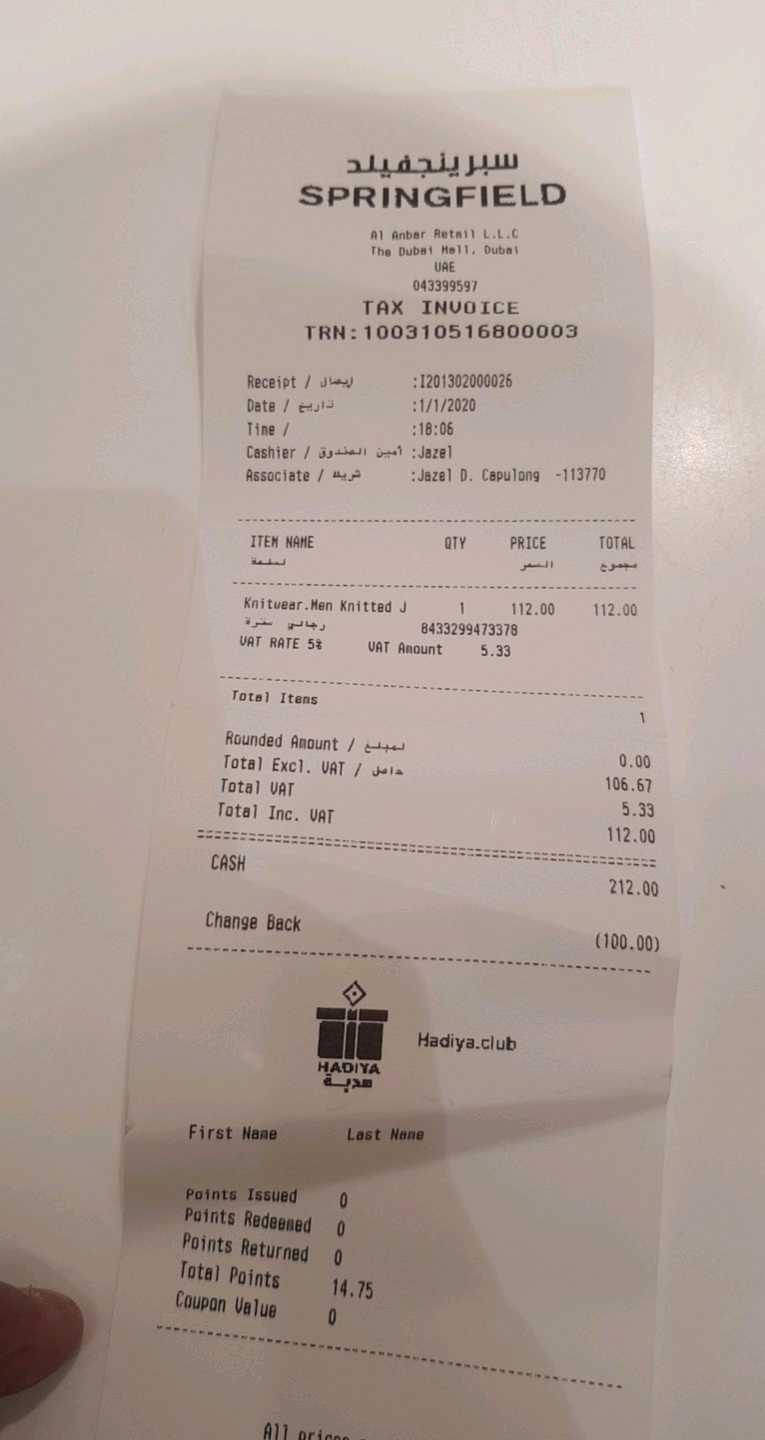 سبرينجفيلد
SPRINGFIELD
Al Anbar Retail L.L.C
The Dubai Mall, Dubai
UAE
043399597
TAX INVOICE
TRN:100310516800003
Receipt / إيصال :I201302000026
Date / تاريخ :1/1/2020
Time / :18:06
Cashier / أمين الصندوق :Jazel
Associate / شريك :Jazel D. Capulong -113770
ITEM NAME QTY PRICE TOTAL
السعر مجموع
Knitwear.Men Knitted J 1 112.00 112.00
رجالي سترة 8433299473378
VAT RATE 5% VAT Amount 5.33
Total Items 1
Rounded Amount / لمبلغ 0.00
Total Excl. VAT / حاصل 106.67
Total VAT 5.33
Total Inc. VAT 112.00
CASH 212.00
Change Back (100.00)
HADIYA
هدية
Hadiya.club
First Name Last Name
Points Issued 0
Points Redeemed 0
Points Returned 0
Total Points 14.75
Coupon Value 0
All prices